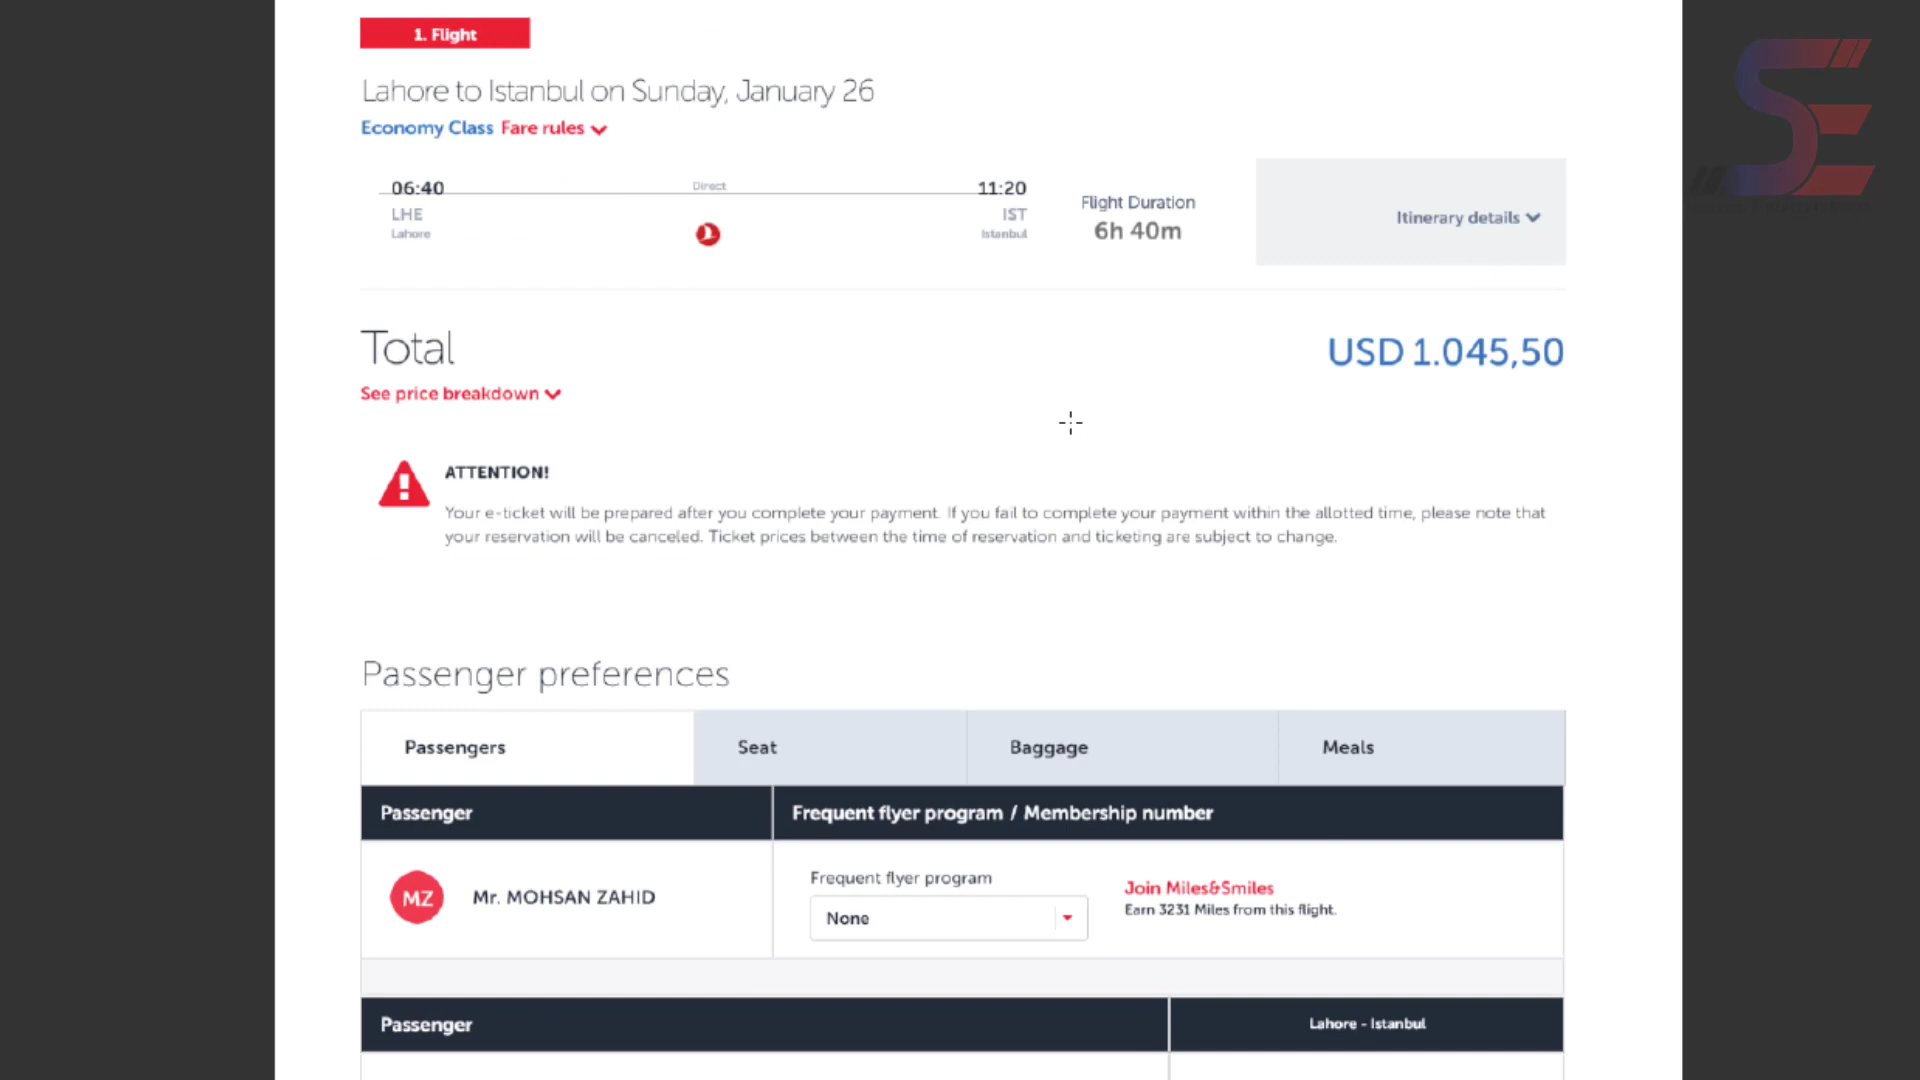 1. Flight
Lahore to Istanbul on Sunday, January 26
Economy Class Fare rules
06:40 Direct 11:20
LHE IST
Lahore Istanbul
Flight Duration
6h 40m
Itinerary details
Total USD 1.045,50
See price breakdown
ATTENTION!
Your e-ticket will be prepared after you complete your payment. If you fail to complete your payment within the allotted time, please note that
your reservation will be canceled. Ticket prices between the time of reservation and ticketing are subject to change.
Passenger preferences
Passengers Seat Baggage Meals
Passenger Frequent flyer program / Membership number
MZ Mr. MOHSAN ZAHID
Frequent flyer program
None
Join Miles&Smiles
Earn 3231 Miles from this flight.
Passenger Lahore - Istanbul
SE